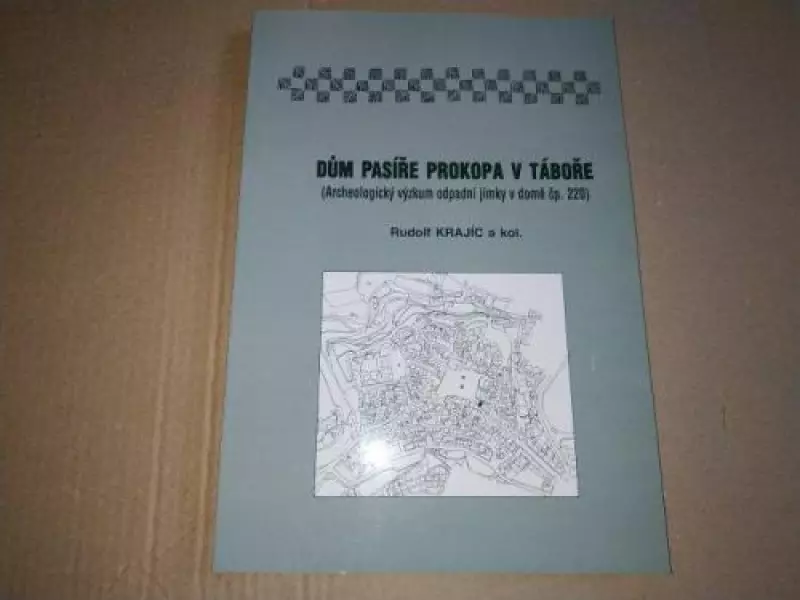 DŮM PASÍŘE PROKOPA V TÁBOŘE
(Archeologický výzkum odpadní jímky v domě čp. 220)
Rudolf KRAJÍC a kol.